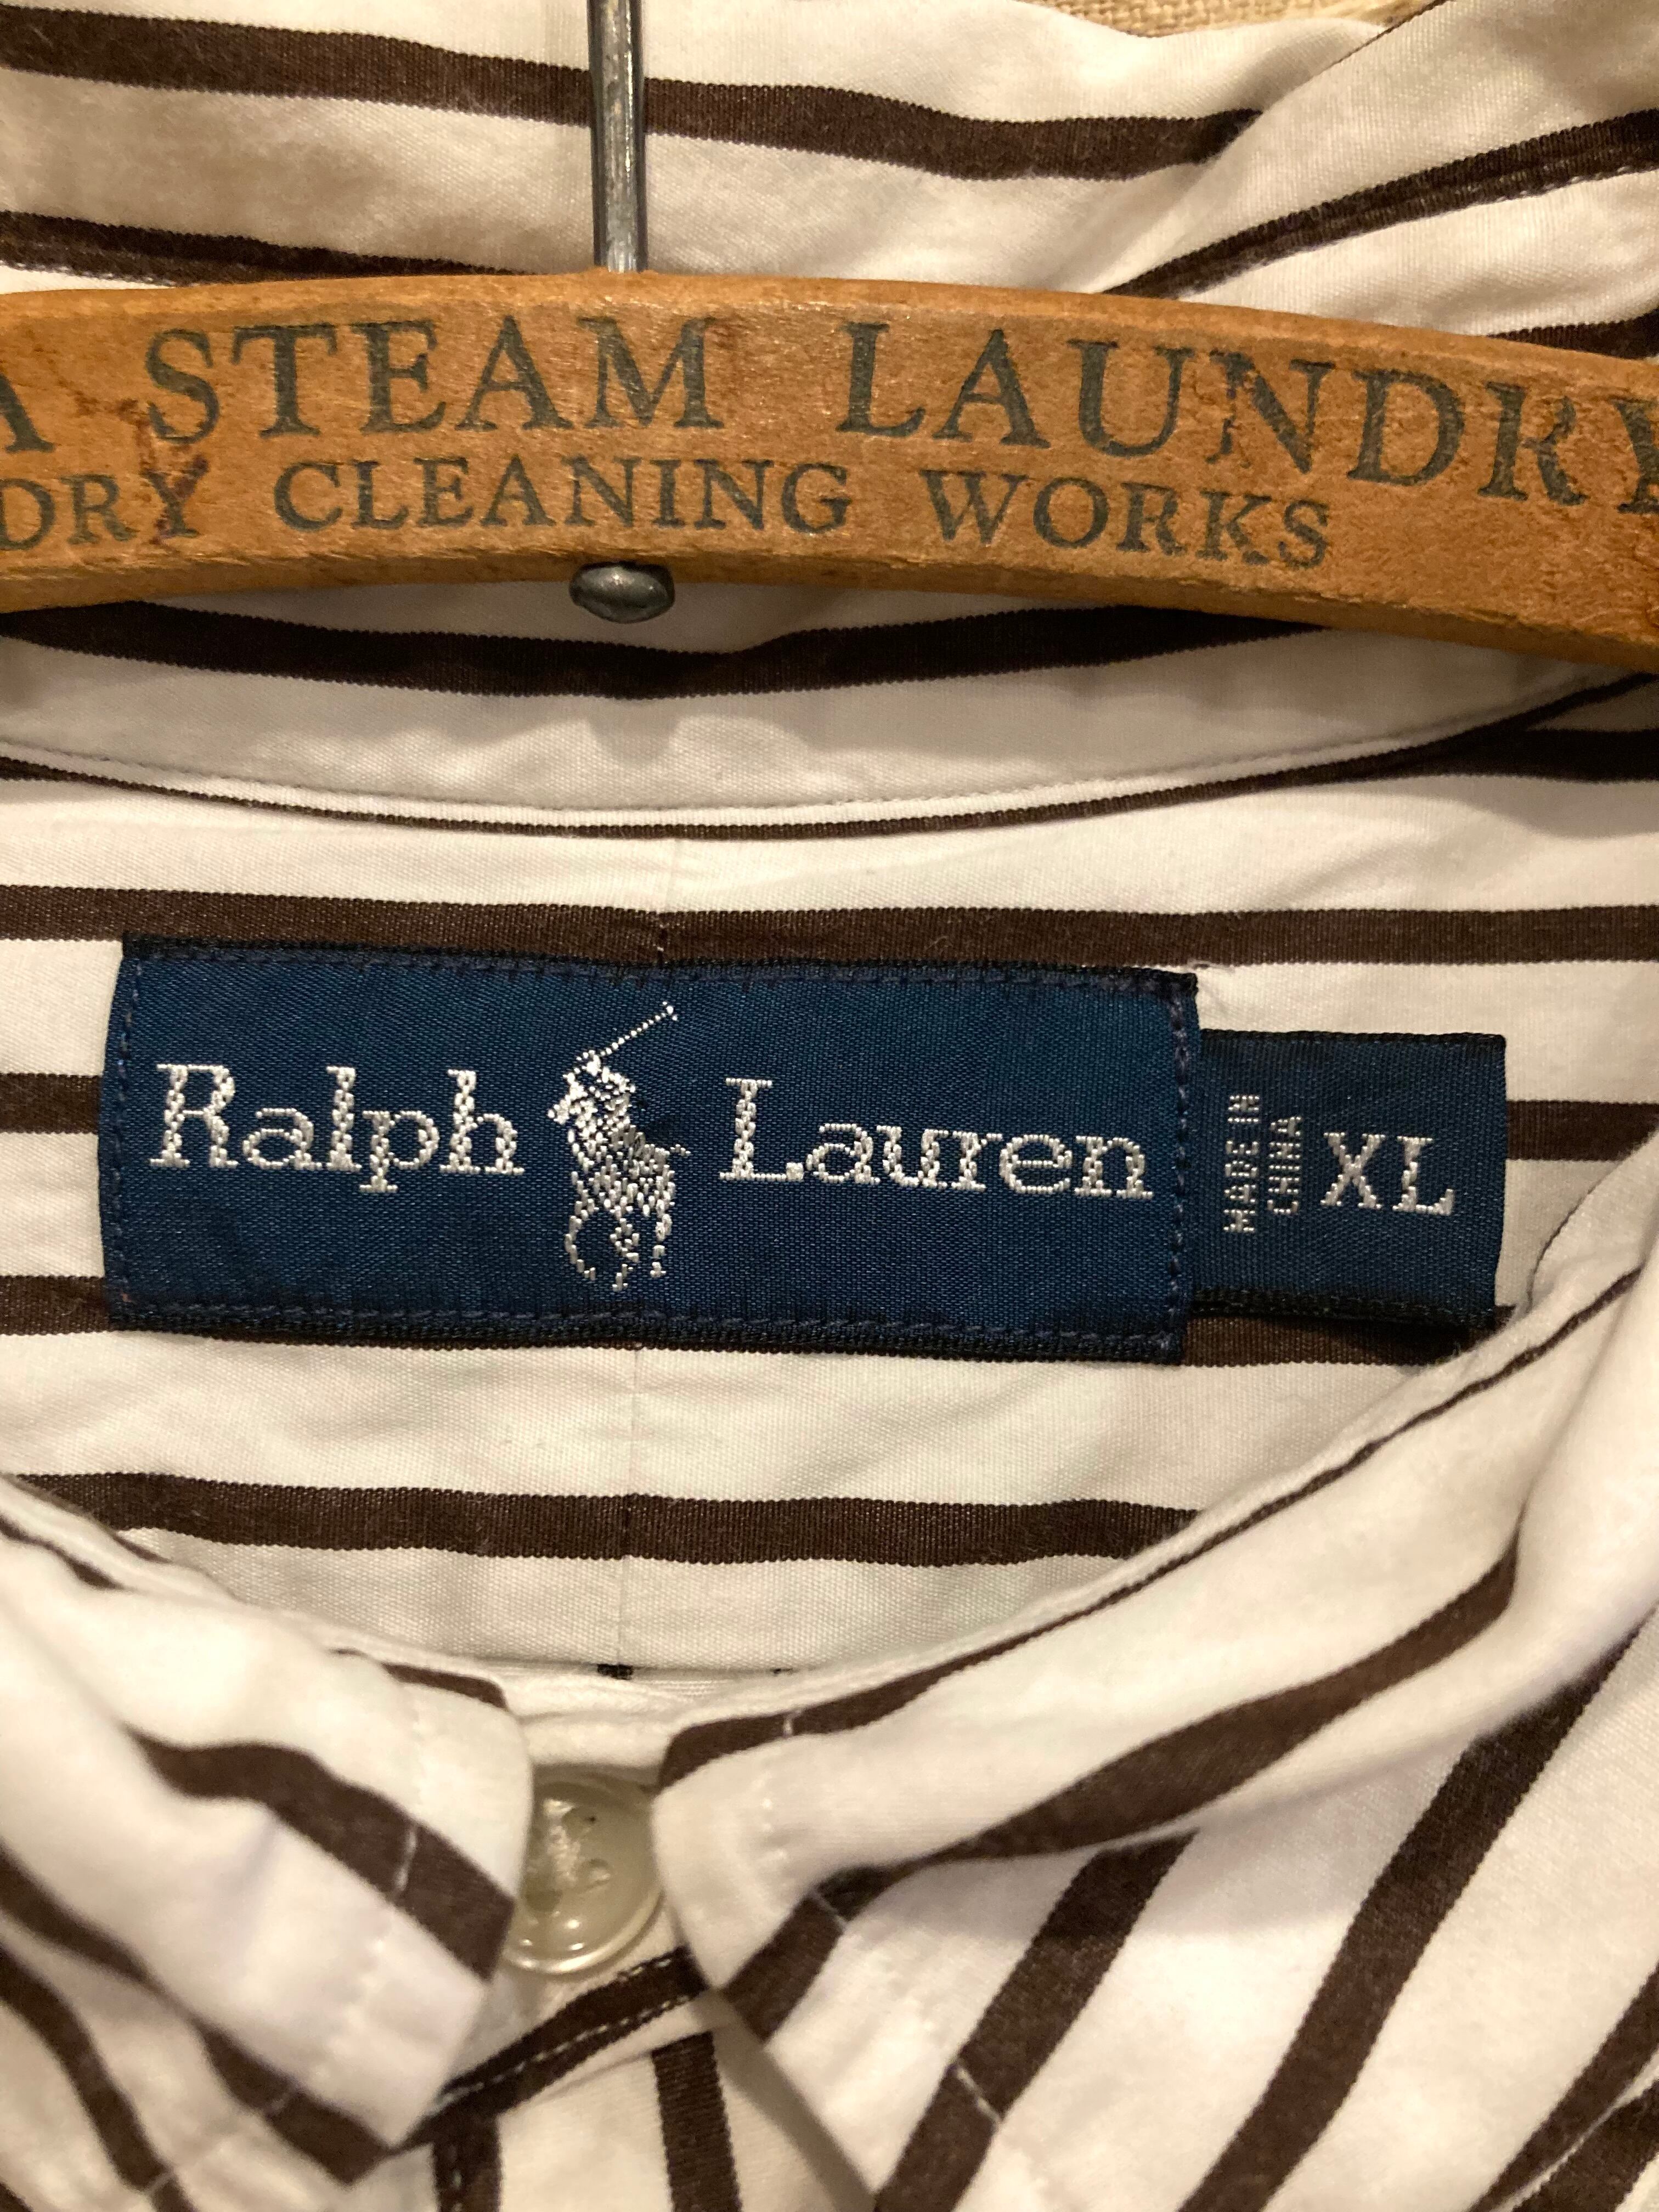 STEAM LAUNDRY
DRY CLEANING WORKS
Ralph Lauren
MADE IN
CHINA
XL